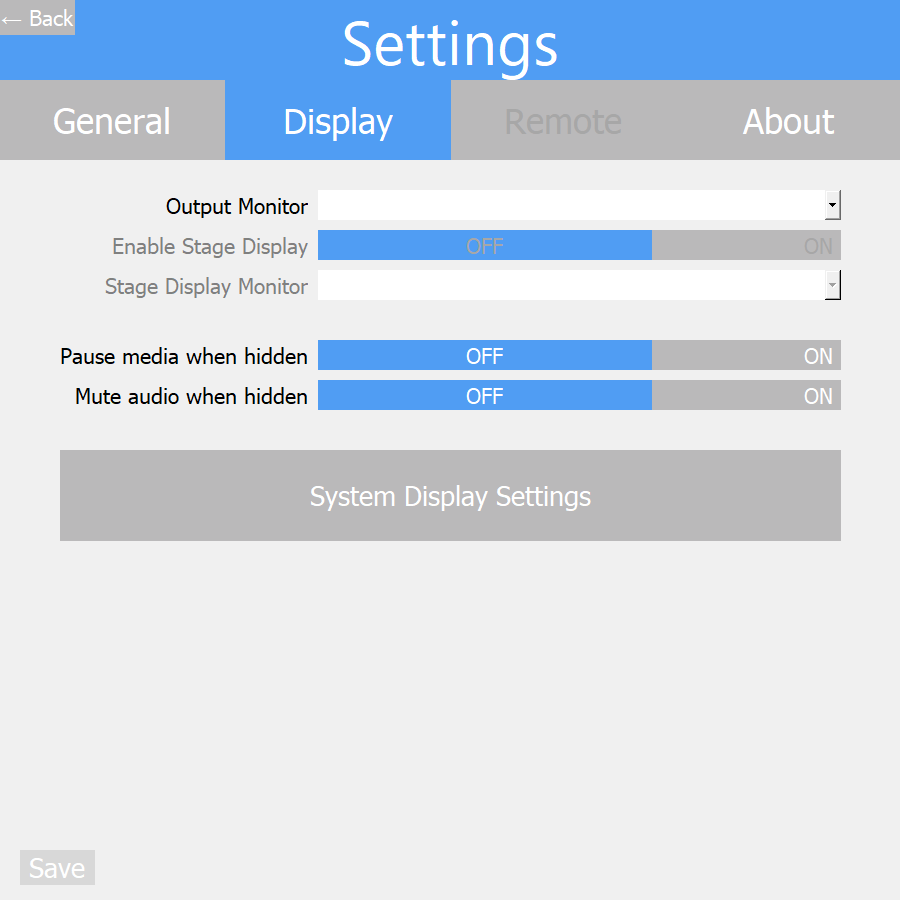 ← Back
Settings
General Display Remote About
Output Monitor
Enable Stage Display OFF ON
Stage Display Monitor
Pause media when hidden OFF ON
Mute audio when hidden OFF ON
System Display Settings
Save